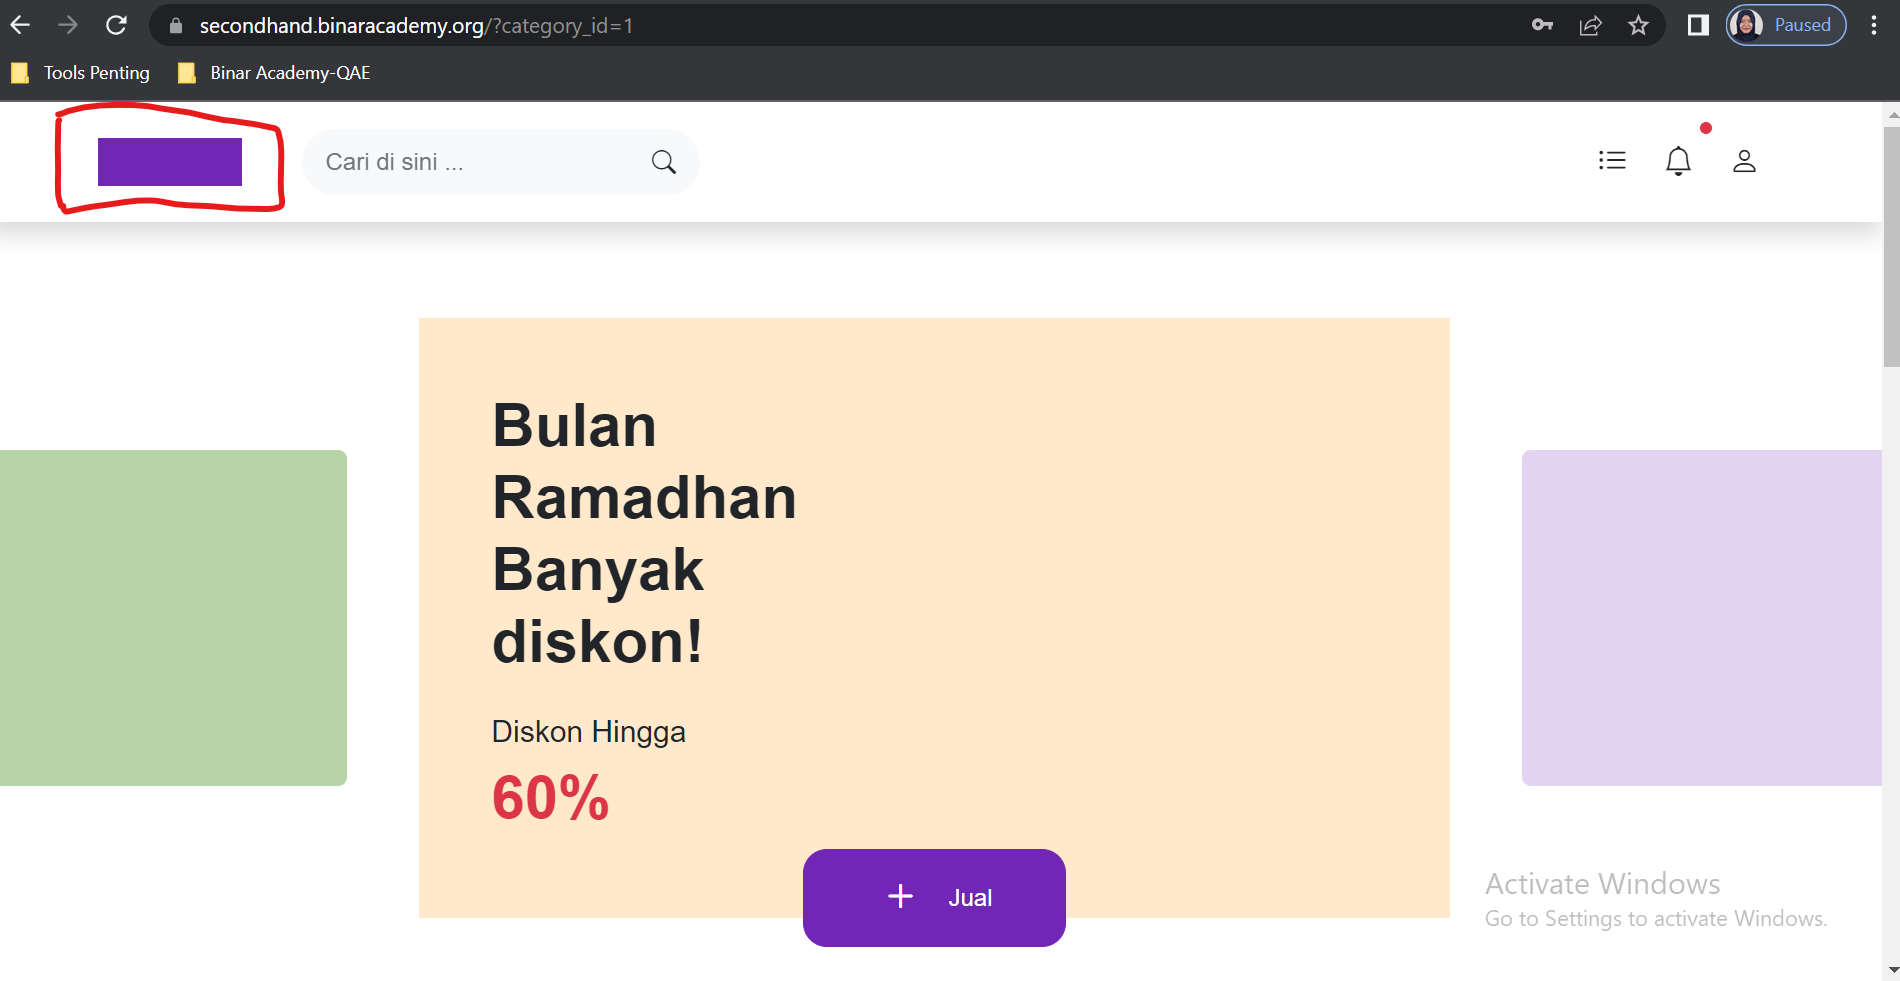 secondhand.binaracademy.org/?category_id=1
Paused
Tools Penting
Binar Academy-QAE
Cari di sini ...
Bulan
Ramadhan
Banyak
diskon!
Diskon Hingga
60%
+ Jual
Activate Windows
Go to Settings to activate Windows.